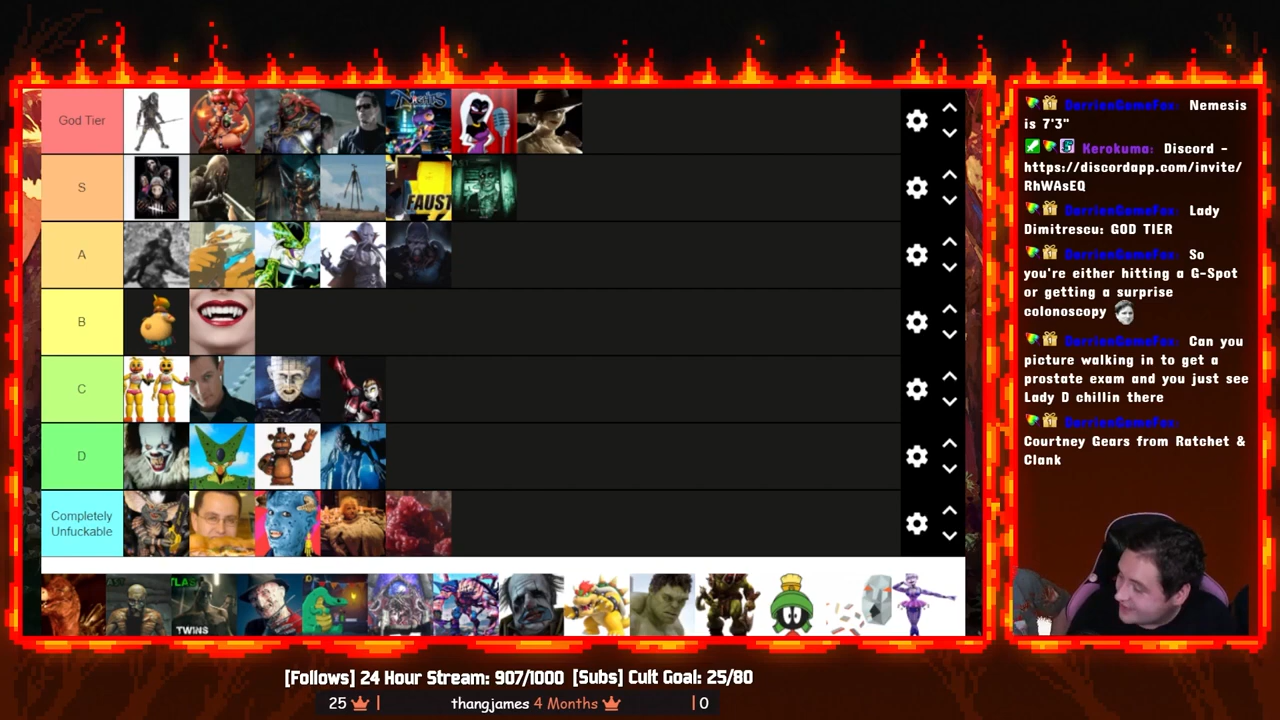 God Tier
NiGHTS
S
FAUST
A
B
C
D
Completely
Unfuckable
TWINS
DarrienGameFox: Nemesis
is 7'3"
Kerokuma: Discord -
https://discordapp.com/invite/
RhWAsEQ
DarrienGameFox: Lady
Dimitrescu: GOD TIER
DarrienGameFox: So
you're either hitting a G-Spot
or getting a surprise
colonoscopy
DarrienGameFox: Can you
picture walking in to get a
prostate exam and you just see
Lady D chillin there
DarrienGameFox:
Courtney Gears from Ratchet &
Clank
[Follows] 24 Hour Stream: 907/1000 [Subs] Cult Goal: 25/80
25 | thangjames 4 Months | 0